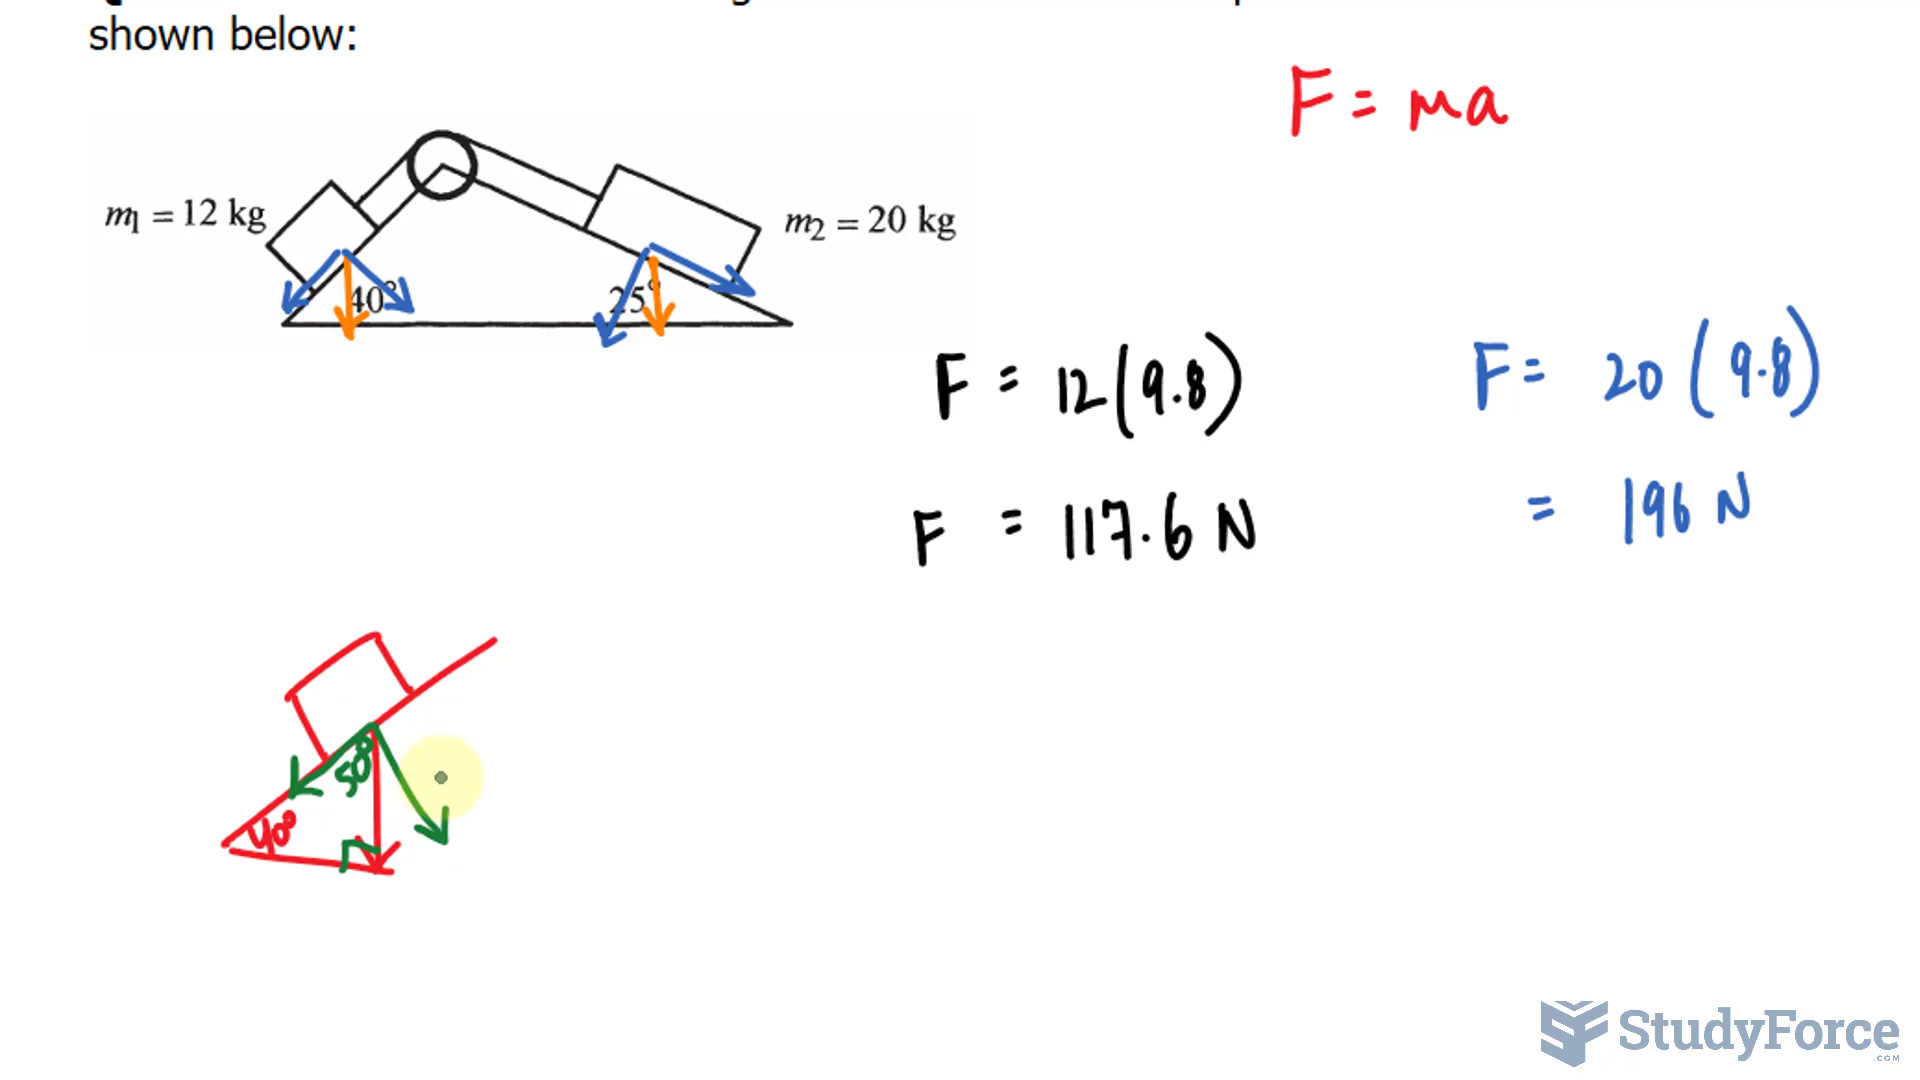 shown below:
F = ma
m1 = 12 kg
m2 = 20 kg
40°
25°
F = 12(9.8)
F = 20(9.8)
F = 117.6 N
= 196 N
50°
40°
StudyForce
.COM